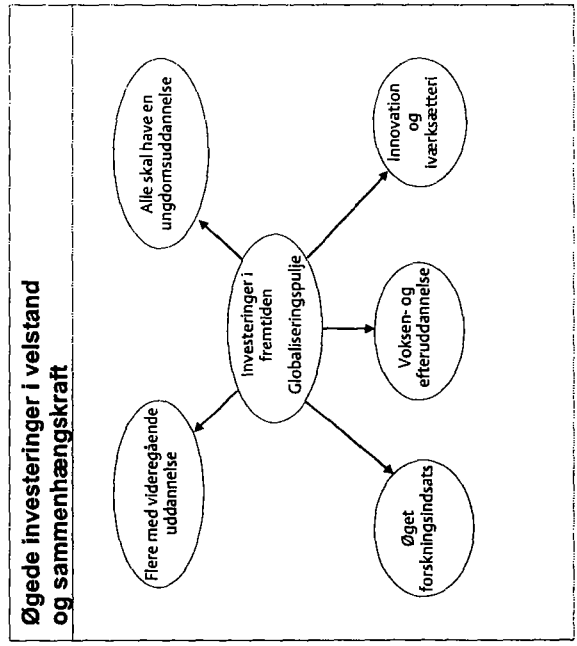 Øgede investeringer i velstand
og sammenhængskraft
Flere med videregående
uddannelse
Alle skal have en
ungdomsuddannelse
Investeringer i
fremtiden
Globaliseringspulje
Øget
forskningsindsats
Voksen- og
efteruddannelse
Innovation
og
iværksætteri